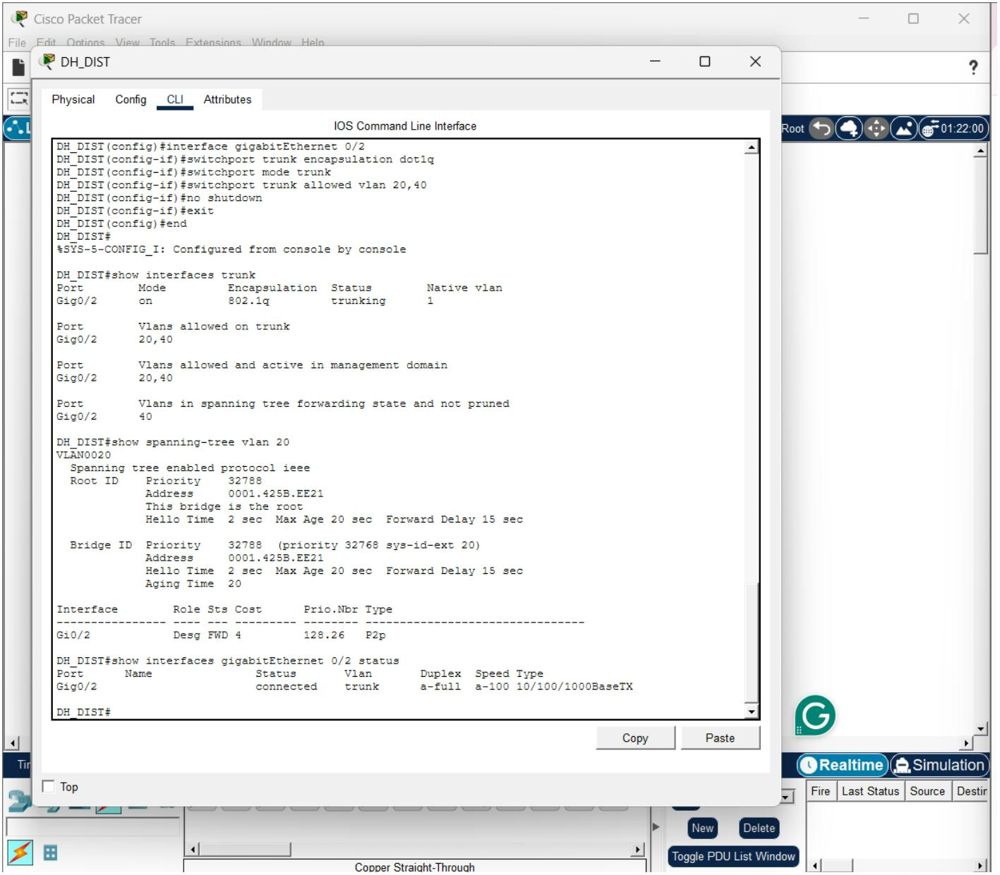 Cisco Packet Tracer
File Edit Options View Tools Extensions Window Help
DH_DIST
?
Physical Config CLI Attributes
IOS Command Line Interface
Root 01:22:00
DH_DIST(config)#interface gigabitEthernet 0/2
DH_DIST(config-if)#switchport trunk encapsulation dot1q
DH_DIST(config-if)#switchport mode trunk
DH_DIST(config-if)#switchport trunk allowed vlan 20,40
DH_DIST(config-if)#no shutdown
DH_DIST(config-if)#exit
DH_DIST(config)#end
DH_DIST#
%SYS-5-CONFIG_I: Configured from console by console
DH_DIST#show interfaces trunk
Port Mode Encapsulation Status Native vlan
Gig0/2 on 802.1q trunking 1
Port Vlans allowed on trunk
Gig0/2 20,40
Port Vlans allowed and active in management domain
Gig0/2 20,40
Port Vlans in spanning tree forwarding state and not pruned
Gig0/2 40
DH_DIST#show spanning-tree vlan 20
VLAN0020
Spanning tree enabled protocol ieee
Root ID Priority 32788
Address 0001.425B.EE21
This bridge is the root
Hello Time 2 sec Max Age 20 sec Forward Delay 15 sec
Bridge ID Priority 32788 (priority 32768 sys-id-ext 20)
Address 0001.425B.EE21
Hello Time 2 sec Max Age 20 sec Forward Delay 15 sec
Aging Time 20
Interface Role Sts Cost Prio.Nbr Type
---------------- ---- --- --------- -------- --------------------------------
Gi0/2 Desg FWD 4 128.26 P2p
DH_DIST#show interfaces gigabitEthernet 0/2 status
Port Name Status Vlan Duplex Speed Type
Gig0/2 connected trunk a-full a-100 10/100/1000BaseTX
DH_DIST#
Copy Paste
Top
Realtime Simulation
Fire Last Status Source Destin
New Delete
Toggle PDU List Window
Copper Straight-Through